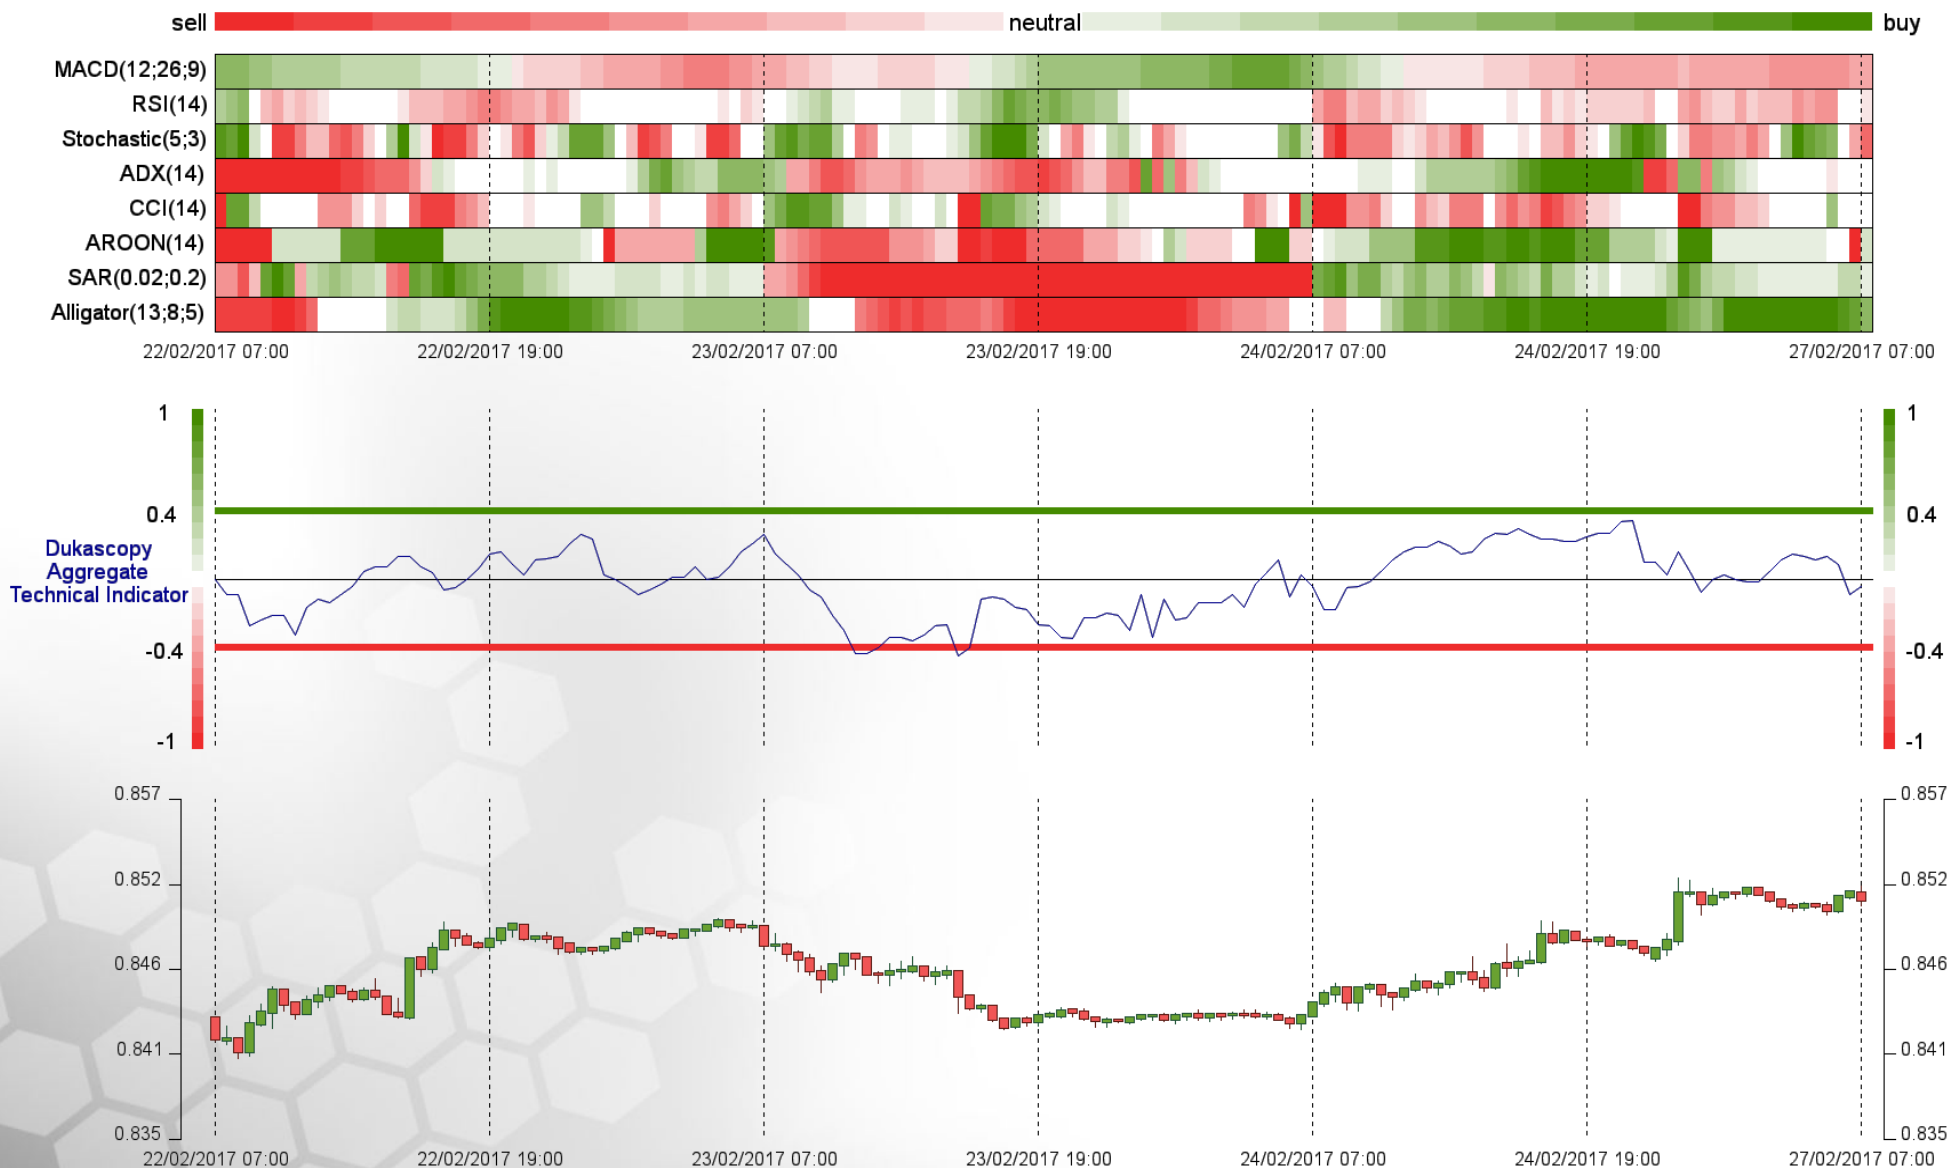 sell neutral buy
MACD(12;26;9)
RSI(14)
Stochastic(5;3)
ADX(14)
CCI(14)
AROON(14)
SAR(0.02;0.2)
Alligator(13;8;5)
22/02/2017 07:00 22/02/2017 19:00 23/02/2017 07:00 23/02/2017 19:00 24/02/2017 07:00 24/02/2017 19:00 27/02/2017 07:00
1 1
0.4 0.4
Dukascopy
Aggregate
Technical Indicator
-0.4 -0.4
-1 -1
0.857 0.857
0.852 0.852
0.846 0.846
0.841 0.841
0.835 0.835
22/02/2017 07:00 22/02/2017 19:00 23/02/2017 07:00 23/02/2017 19:00 24/02/2017 07:00 24/02/2017 19:00 27/02/2017 07:00